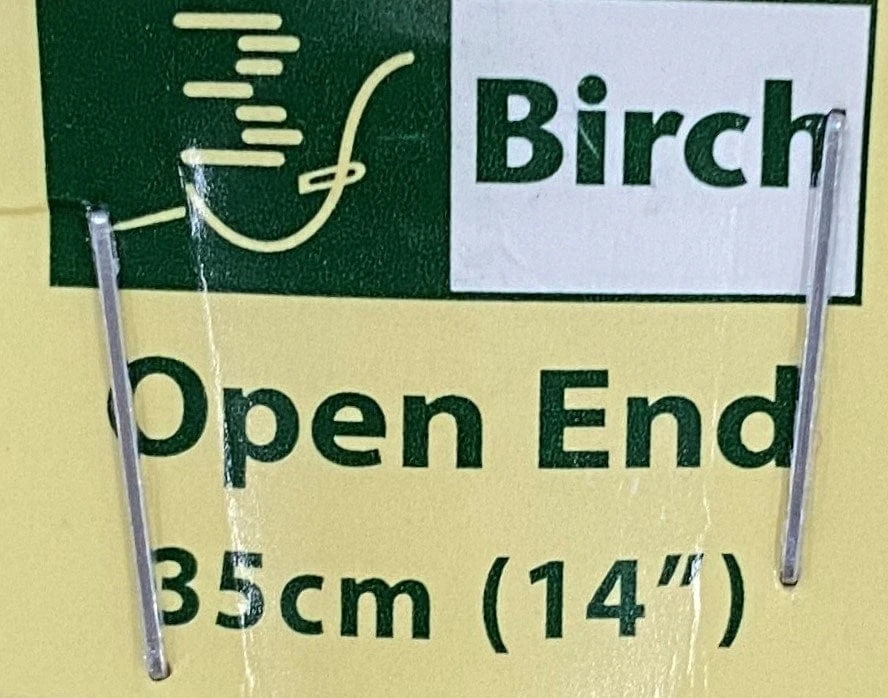 Birch
Open End
35cm (14”)